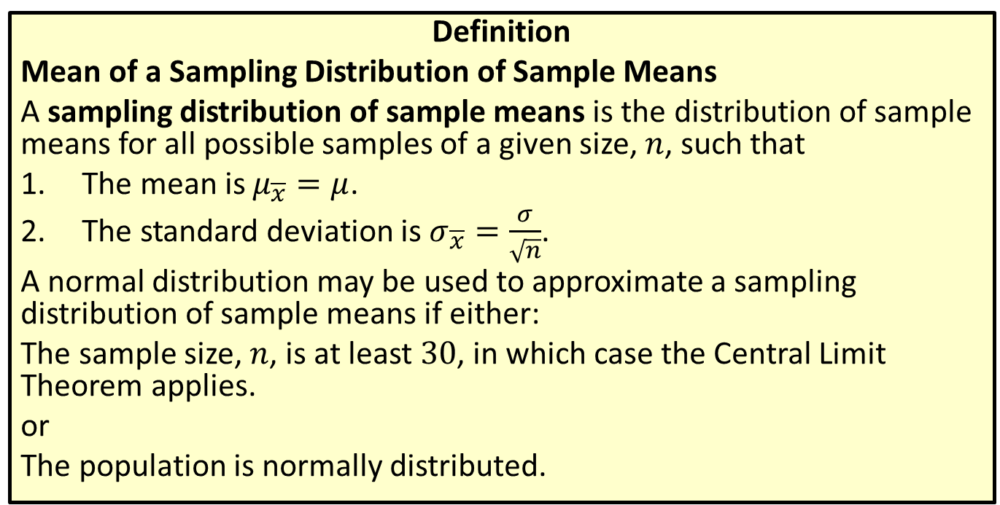 Definition
Mean of a Sampling Distribution of Sample Means
A sampling distribution of sample means is the distribution of sample
means for all possible samples of a given size, n, such that
1. The mean is $\mu_{\overline{x}} = \mu$.
2. The standard deviation is $\sigma_{\overline{x}} = \frac{\sigma}{\sqrt{n}}$.
A normal distribution may be used to approximate a sampling
distribution of sample means if either:
The sample size, n, is at least 30, in which case the Central Limit
Theorem applies.
or
The population is normally distributed.